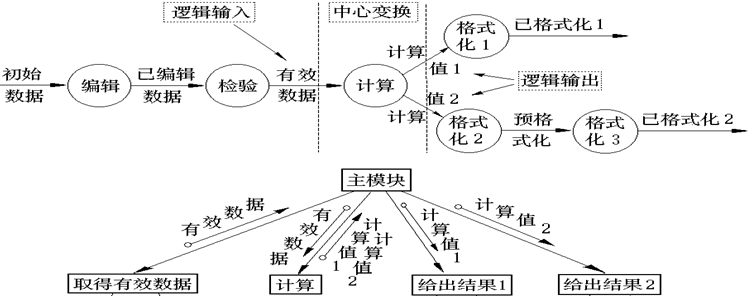 逻辑输入
中心变换
初始
数据
编辑
已编辑
数据
检验
有效
数据
计算
计算
值1
计算
值2
格式
化1
已格式化1
逻辑输出
格式
化2
预格
式化
格式
化3
已格式化2
主模块
有效数据
有效数据
计算值1
计算值2
计算值1
计算值2
取得有效数据
计算
给出结果1
给出结果2